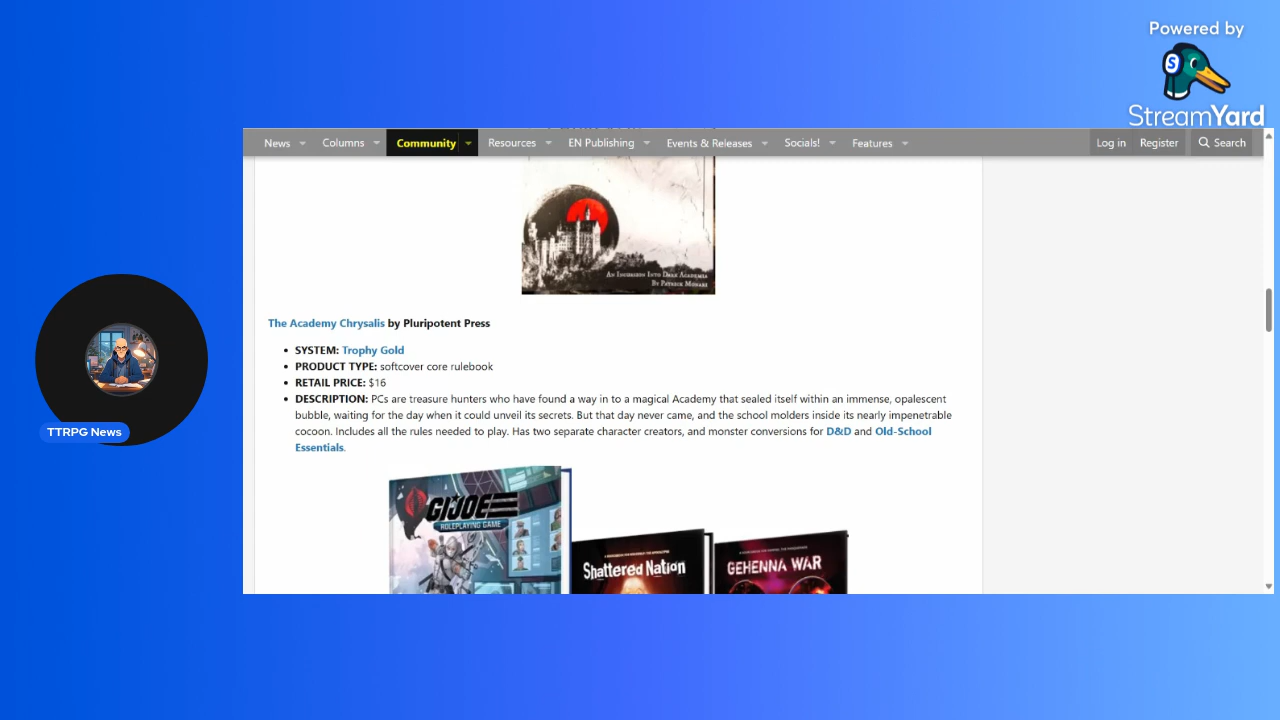 Powered by
S
StreamYard
News Columns Community Resources EN Publishing Events & Releases Socials! Features Log in Register Search
An Incursion Into Dark Academia
By Patrick Monari
The Academy Chrysalis by Pluripotent Press
• SYSTEM: Trophy Gold
• PRODUCT TYPE: softcover core rulebook
• RETAIL PRICE: $16
• DESCRIPTION: PCs are treasure hunters who have found a way in to a magical Academy that sealed itself within an immense, opalescent
bubble, waiting for the day when it could unveil its secrets. But that day never came, and the school molders inside its nearly impenetrable
cocoon. Includes all the rules needed to play. Has two separate character creators, and monster conversions for D&D and Old-School
Essentials.
TTRPG News
GI JOE
ROLEPLAYING GAME
Shattered Nation
GEHENNA WAR